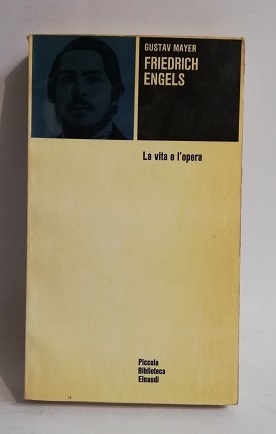 GUSTAV MAYER
FRIEDRICH
ENGELS
La vita e l'opera
Piccola
Biblioteca
Einaudi